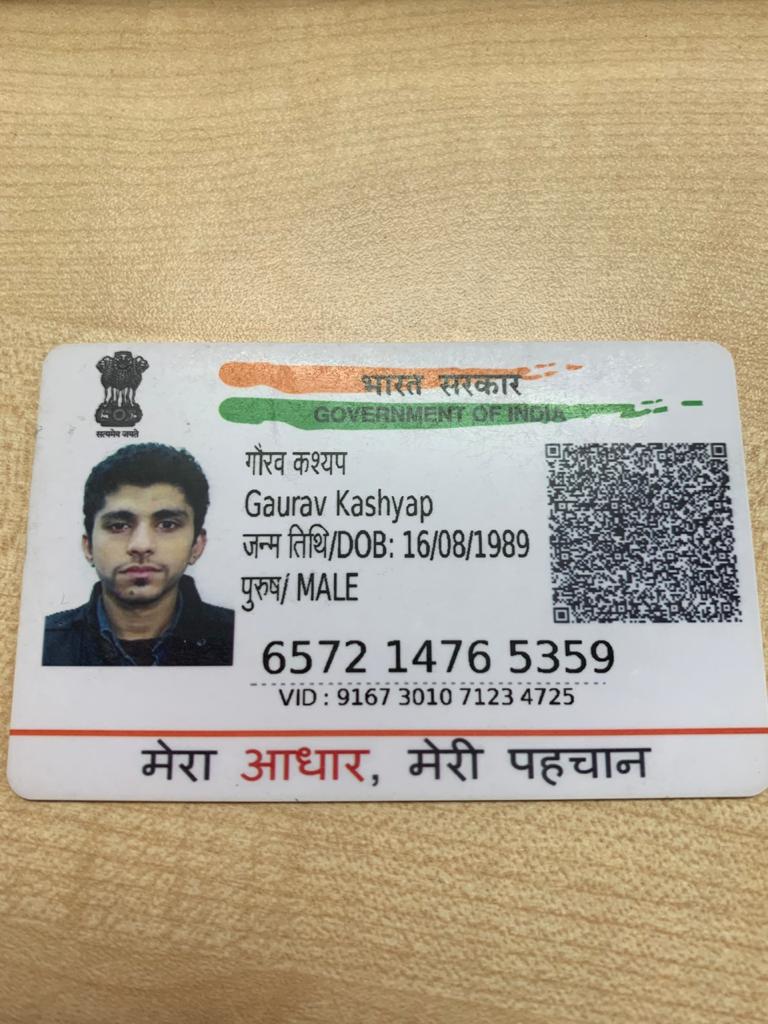 सत्यमेव जयते
भारत सरकार
GOVERNMENT OF INDIA
गौरव कश्यप
Gaurav Kashyap
जन्म तिथि/DOB: 16/08/1989
पुरुष/ MALE
6572 1476 5359
VID : 9167 3010 7123 4725
मेरा आधार, मेरी पहचान